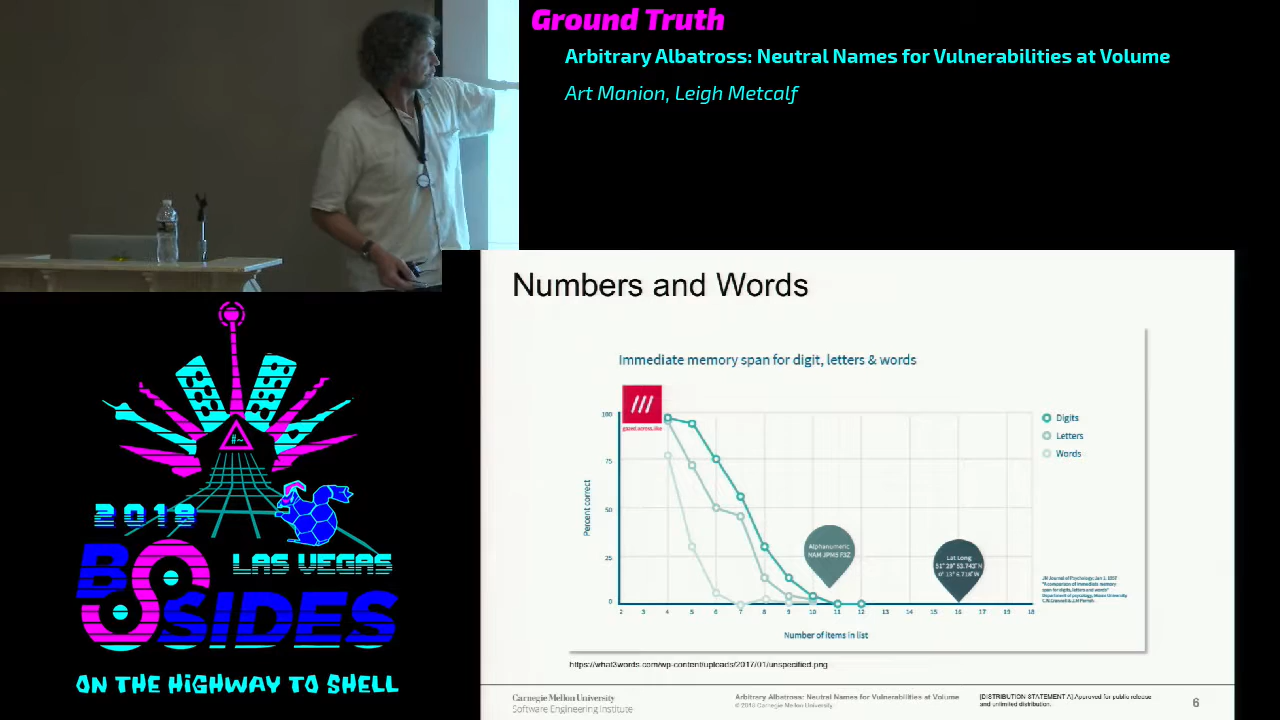 Ground Truth
Arbitrary Albatross: Neutral Names for Vulnerabilities at Volume
Art Manion, Leigh Metcalf
Numbers and Words
Immediate memory span for digit, letters & words
100
75
50
25
0
Percent correct
Digits
Letters
Words
Alphanumeric
Lat Long
2 3 4 5 6 7 8 9 10 11 12 13 14 15 16 17 18
Number of items in list
https://what3words.com/wp-content/uploads/2017/01/unspecified.png
Carnegie Mellon University
Software Engineering Institute
Arbitrary Albatross: Neutral Names for Vulnerabilities at Volume
© 2018 Carnegie Mellon University
[DISTRIBUTION STATEMENT A] Approved for public release
and unlimited distribution.
6
#~
2018
BSIDES
LAS VEGAS
ON THE HIGHWAY TO SHELL